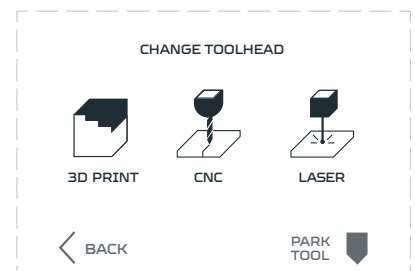 CHANGE TOOLHEAD
3D PRINT
CNC
LASER
BACK
PARK
TOOL